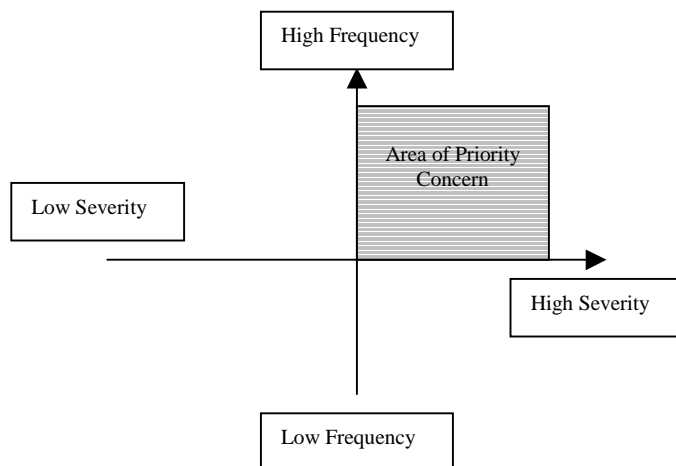 High Frequency
Area of Priority
Concern
Low Severity
High Severity
Low Frequency